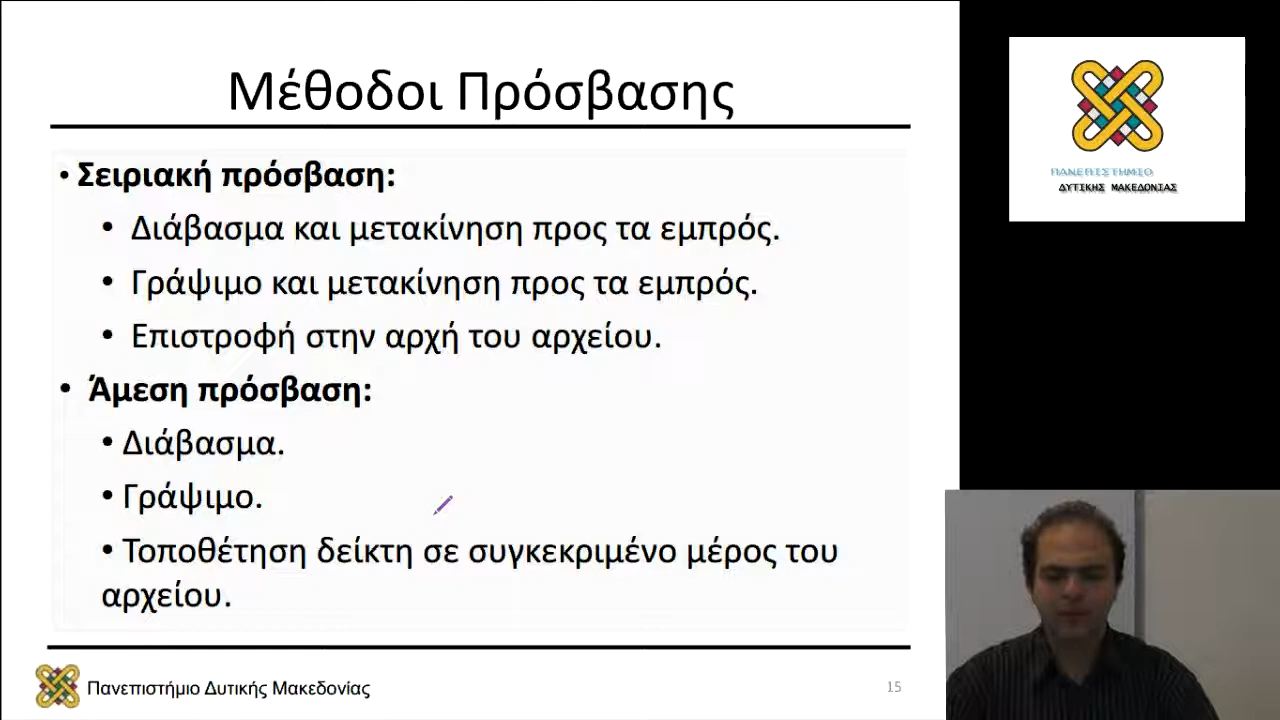 Μέθοδοι Πρόσβασης
• Σειριακή πρόσβαση:
• Διάβασμα και μετακίνηση προς τα εμπρός.
• Γράψιμο και μετακίνηση προς τα εμπρός.
• Επιστροφή στην αρχή του αρχείου.
• Άμεση πρόσβαση:
• Διάβασμα.
• Γράψιμο.
• Τοποθέτηση δείκτη σε συγκεκριμένο μέρος του
αρχείου.
Πανεπιστήμιο Δυτικής Μακεδονίας
15
ΠΑΝΕΠΙΣΤΗΜΙΟ
ΔΥΤΙΚΗΣ ΜΑΚΕΔΟΝΙΑΣ